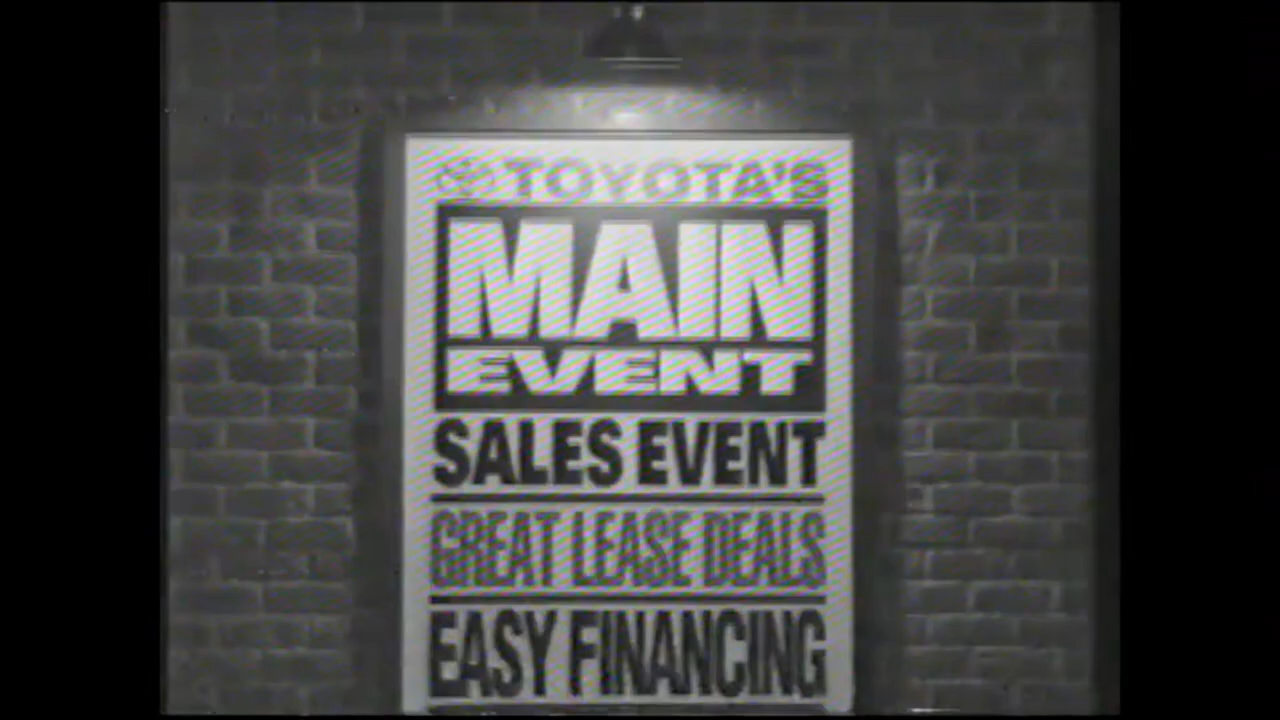 TOYOTA'S
MAIN
EVENT
SALES EVENT
GREAT LEASE DEALS
EASY FINANCING